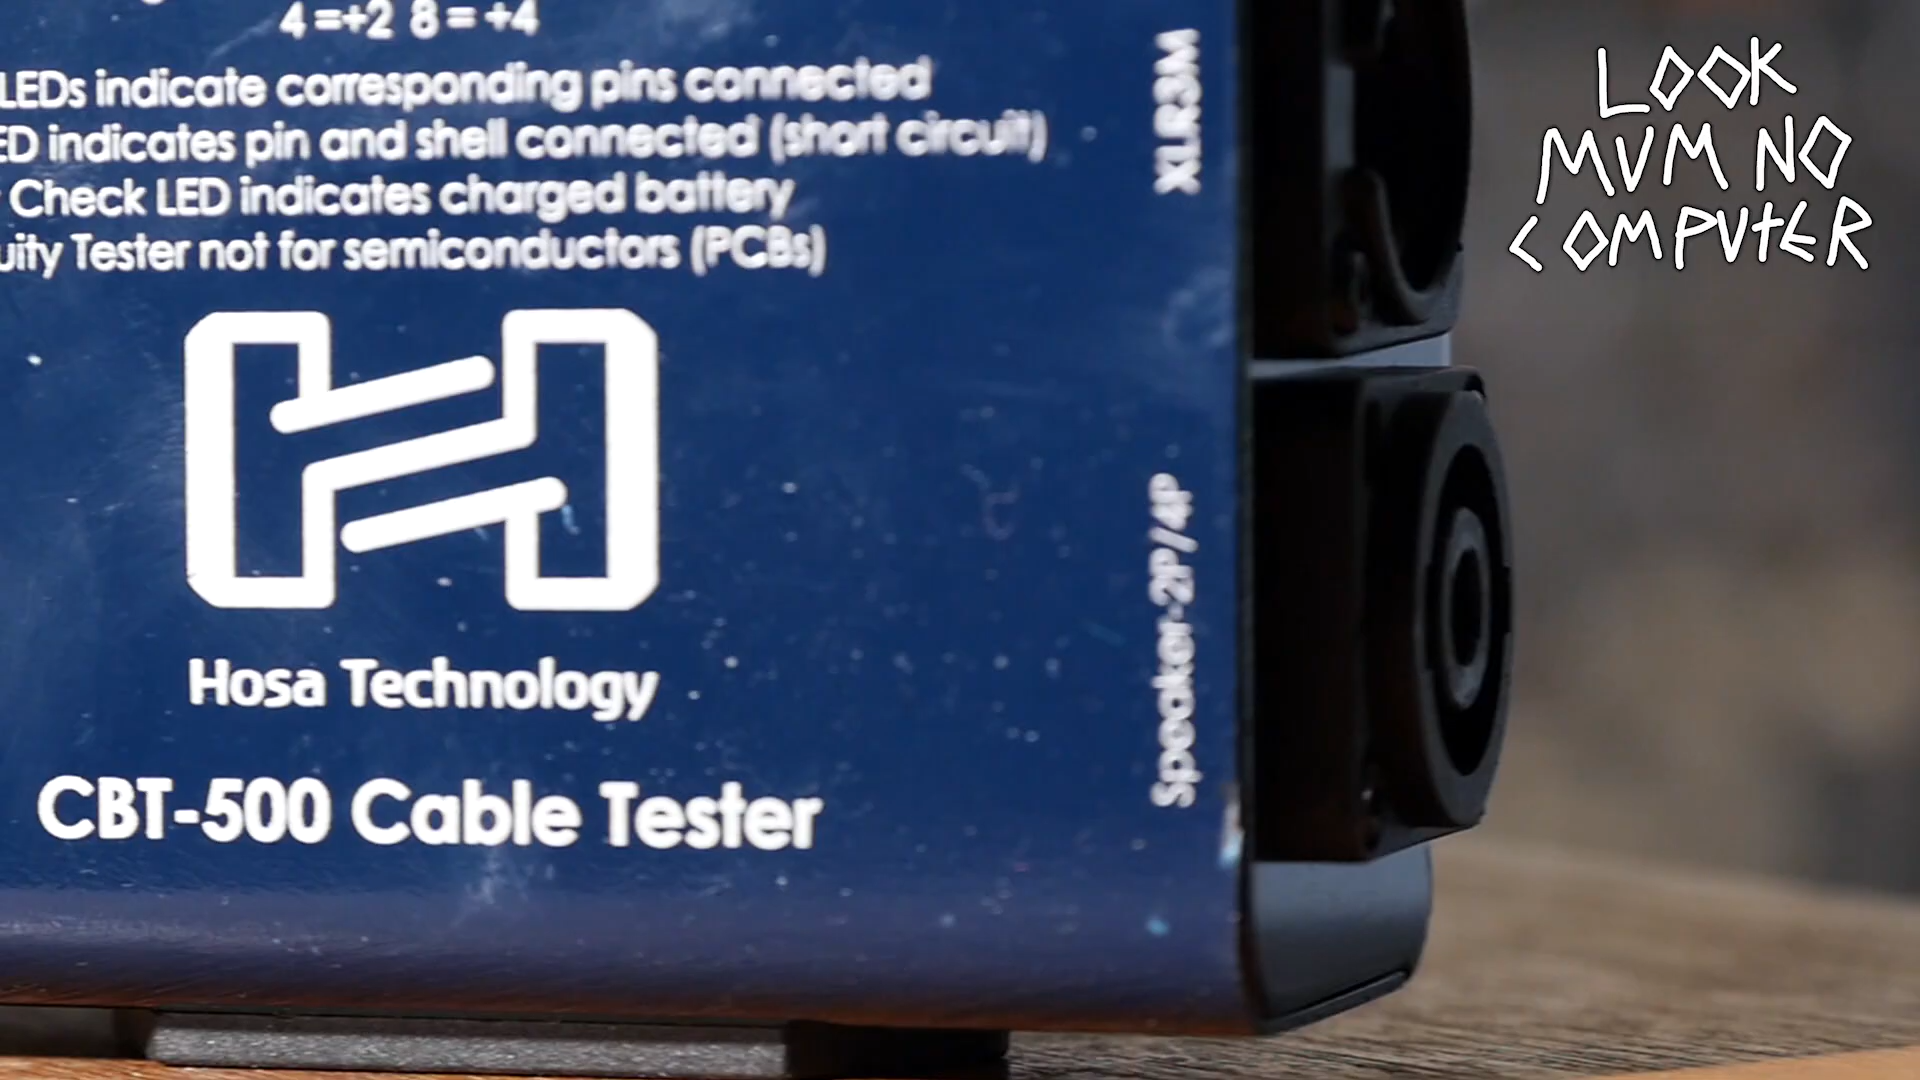 4=+2 8=+4
LEDs indicate corresponding pins connected
ED indicates pin and shell connected (short circuit)
Check LED indicates charged battery
uity Tester not for semiconductors (PCBs)
Hosa Technology
CBT-500 Cable Tester
XLR3M
Speaker-2P/4P
LOOK
MUM NO
COMPUTER